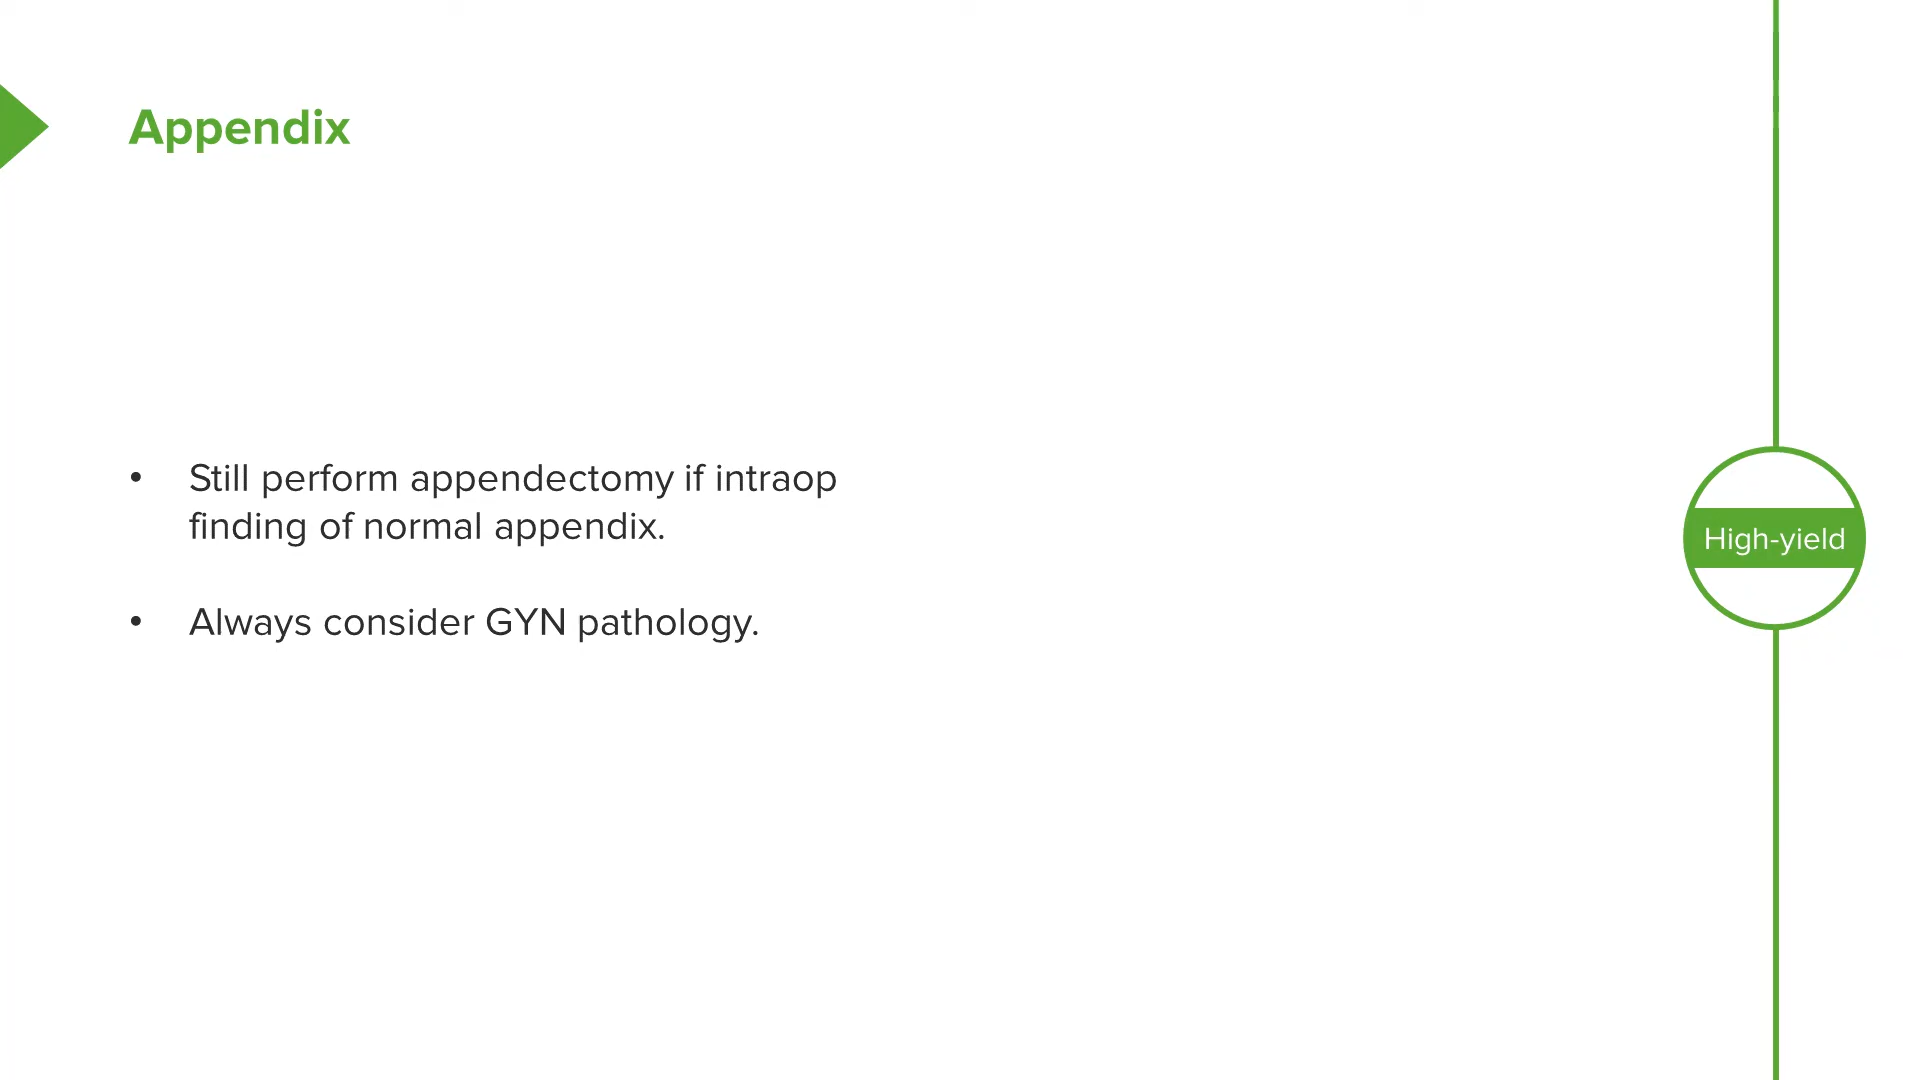 Appendix
• Still perform appendectomy if intraop
finding of normal appendix.
• Always consider GYN pathology.
High-yield